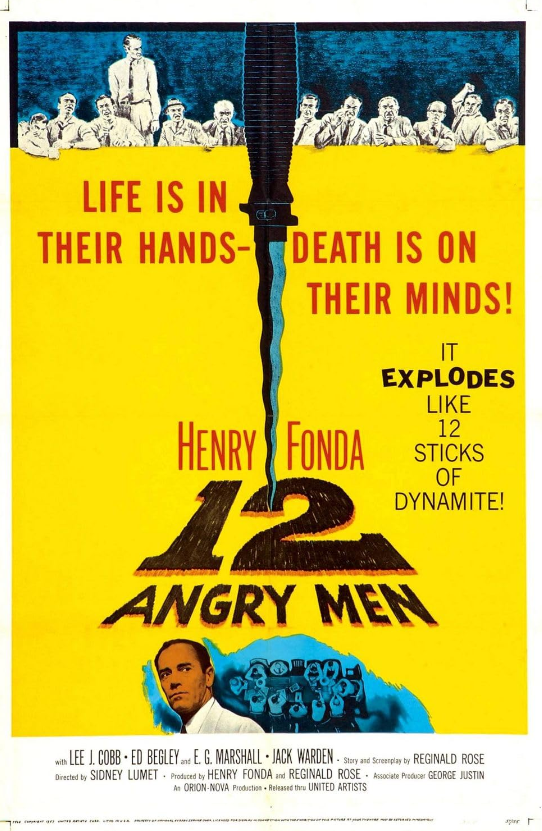 LIFE IS IN
THEIR HANDS- DEATH IS ON
THEIR MINDS!
IT
EXPLODES
LIKE
12
STICKS
OF
DYNAMITE!
HENRY FONDA
12
ANGRY MEN
with LEE J. COBB • ED BEGLEY and E. G. MARSHALL • JACK WARDEN • Story and Screenplay by REGINALD ROSE
Directed by SIDNEY LUMET • Produced by HENRY FONDA and REGINALD ROSE • Associate Producer GEORGE JUSTIN
An ORION-NOVA Production • Released thru UNITED ARTISTS